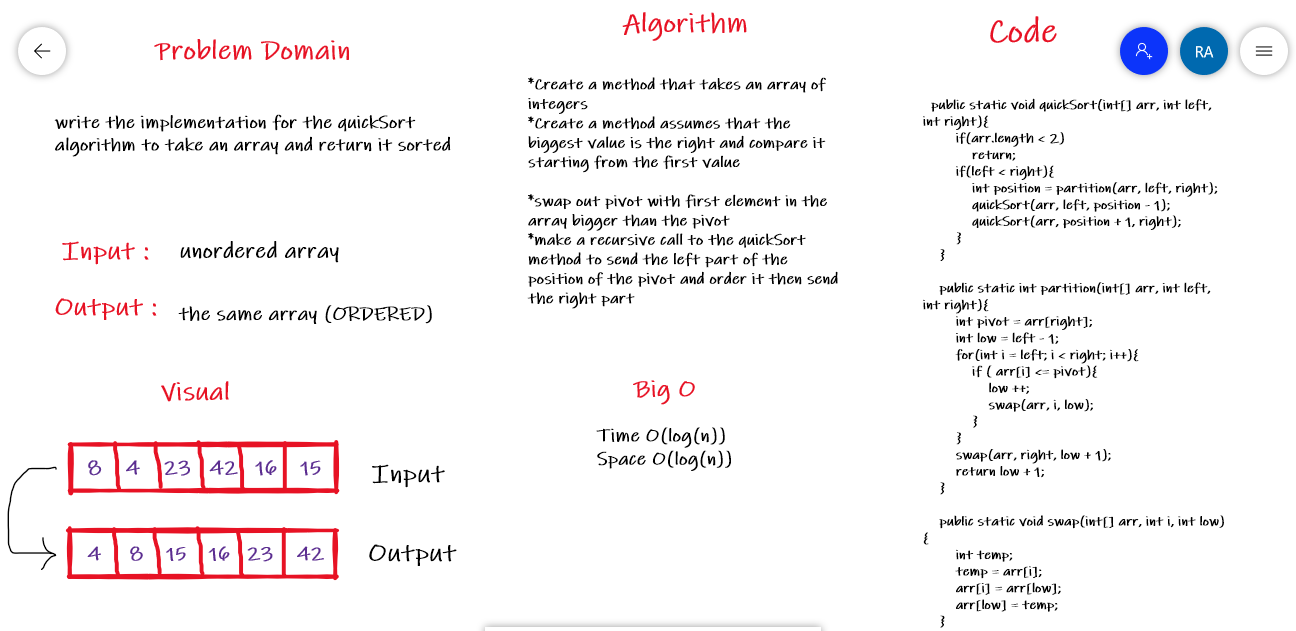 Problem Domain
write the implementation for the quickSort
algorithm to take an array and return it sorted
Input :
unordered array
Output :
the same array (ORDERED)
Visual
8 4 23 42 16 15
Input
4 8 15 16 23 42
Output
Algorithm
*Create a method that takes an array of
integers
*Create a method assumes that the
biggest value is the right and compare it
starting from the first value
*swap out pivot with first element in the
array bigger than the pivot
*make a recursive call to the quickSort
method to send the left part of the
position of the pivot and order it then send
the right part
Big O
Time O(log(n))
Space O(log(n))
Code
RA
public static void quickSort(int[] arr, int left,
int right){
if(arr.length < 2)
return;
if(left < right){
int position = partition(arr, left, right);
quickSort(arr, left, position - 1);
quickSort(arr, position + 1, right);
}
}
public static int partition(int[] arr, int left,
int right){
int pivot = arr[right];
int low = left - 1;
for(int i = left; i < right; i++){
if ( arr[i] <= pivot){
low ++;
swap(arr, i, low);
}
}
swap(arr, right, low + 1);
return low + 1;
}
public static void swap(int[] arr, int i, int low)
{
int temp;
temp = arr[i];
arr[i] = arr[low];
arr[low] = temp;
}